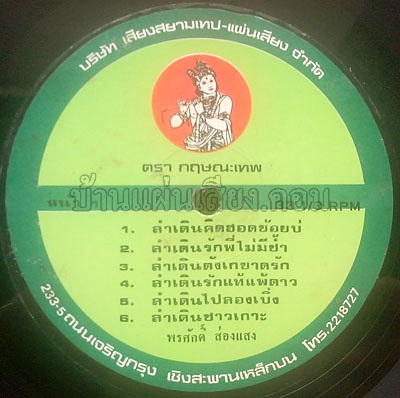 บริษัท เสียงสยามเทป-แผ่นเสียง จำกัด
ตรา กฤษณะเทพ
บ้านแผ่นเสียง.คอม
33 1/3 RPM
1. ลำเดินคิดฮอดข้อยบ่
2. ลำเดินรักพี่ไม่มีช้ำ
3. ลำเดินตังเกขาดรัก
4. ลำเดินรักแท้แพ้ดาว
5. ลำเดินไปลองเบิ่ง
6. ลำเดินชาวเกาะ
พรศักดิ์ ส่องแสง
233-5 ถนนเจริญกรุง เชิงสะพานเหล็กบน โทร. 2218727